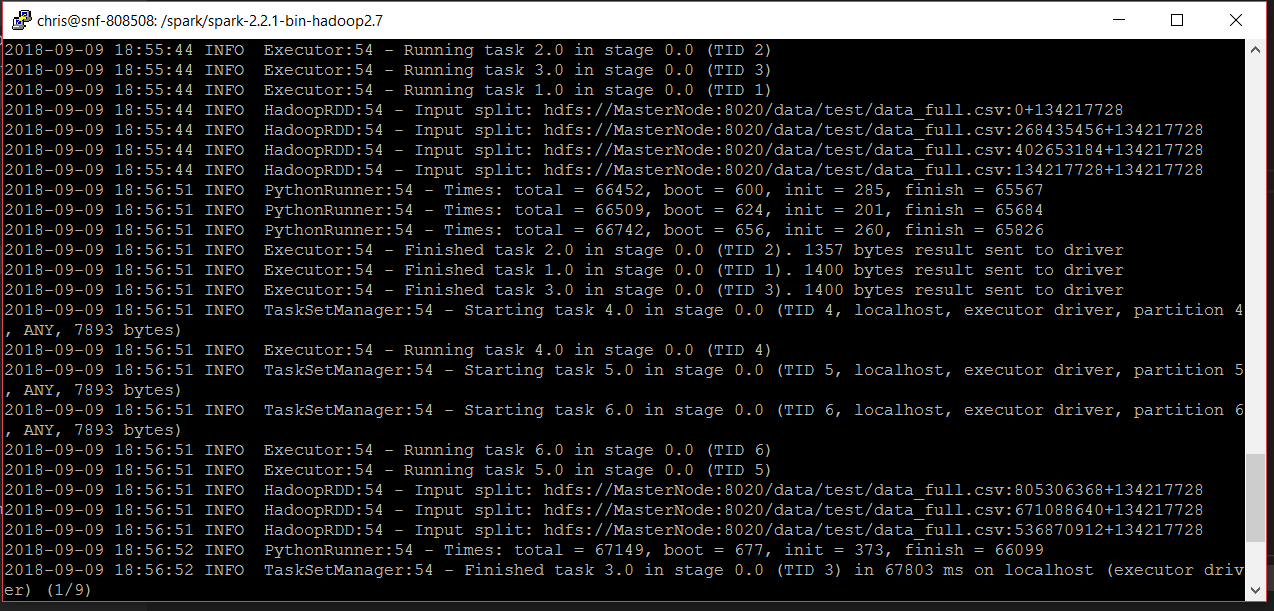 chris@snf-808508: /spark/spark-2.2.1-bin-hadoop2.7
2018-09-09 18:55:44 INFO  Executor:54 - Running task 2.0 in stage 0.0 (TID 2)
2018-09-09 18:55:44 INFO  Executor:54 - Running task 3.0 in stage 0.0 (TID 3)
2018-09-09 18:55:44 INFO  Executor:54 - Running task 1.0 in stage 0.0 (TID 1)
2018-09-09 18:55:44 INFO  HadoopRDD:54 - Input split: hdfs://MasterNode:8020/data/test/data_full.csv:0+134217728
2018-09-09 18:55:44 INFO  HadoopRDD:54 - Input split: hdfs://MasterNode:8020/data/test/data_full.csv:268435456+134217728
2018-09-09 18:55:44 INFO  HadoopRDD:54 - Input split: hdfs://MasterNode:8020/data/test/data_full.csv:402653184+134217728
2018-09-09 18:55:44 INFO  HadoopRDD:54 - Input split: hdfs://MasterNode:8020/data/test/data_full.csv:134217728+134217728
2018-09-09 18:56:51 INFO  PythonRunner:54 - Times: total = 66452, boot = 600, init = 285, finish = 65567
2018-09-09 18:56:51 INFO  PythonRunner:54 - Times: total = 66509, boot = 624, init = 201, finish = 65684
2018-09-09 18:56:51 INFO  PythonRunner:54 - Times: total = 66742, boot = 656, init = 260, finish = 65826
2018-09-09 18:56:51 INFO  Executor:54 - Finished task 2.0 in stage 0.0 (TID 2). 1357 bytes result sent to driver
2018-09-09 18:56:51 INFO  Executor:54 - Finished task 1.0 in stage 0.0 (TID 1). 1400 bytes result sent to driver
2018-09-09 18:56:51 INFO  Executor:54 - Finished task 3.0 in stage 0.0 (TID 3). 1400 bytes result sent to driver
2018-09-09 18:56:51 INFO  TaskSetManager:54 - Starting task 4.0 in stage 0.0 (TID 4, localhost, executor driver, partition 4
, ANY, 7893 bytes)
2018-09-09 18:56:51 INFO  Executor:54 - Running task 4.0 in stage 0.0 (TID 4)
2018-09-09 18:56:51 INFO  TaskSetManager:54 - Starting task 5.0 in stage 0.0 (TID 5, localhost, executor driver, partition 5
, ANY, 7893 bytes)
2018-09-09 18:56:51 INFO  TaskSetManager:54 - Starting task 6.0 in stage 0.0 (TID 6, localhost, executor driver, partition 6
, ANY, 7893 bytes)
2018-09-09 18:56:51 INFO  Executor:54 - Running task 6.0 in stage 0.0 (TID 6)
2018-09-09 18:56:51 INFO  Executor:54 - Running task 5.0 in stage 0.0 (TID 5)
2018-09-09 18:56:51 INFO  HadoopRDD:54 - Input split: hdfs://MasterNode:8020/data/test/data_full.csv:805306368+134217728
2018-09-09 18:56:51 INFO  HadoopRDD:54 - Input split: hdfs://MasterNode:8020/data/test/data_full.csv:671088640+134217728
2018-09-09 18:56:51 INFO  HadoopRDD:54 - Input split: hdfs://MasterNode:8020/data/test/data_full.csv:536870912+134217728
2018-09-09 18:56:52 INFO  PythonRunner:54 - Times: total = 67149, boot = 677, init = 373, finish = 66099
2018-09-09 18:56:52 INFO  TaskSetManager:54 - Finished task 3.0 in stage 0.0 (TID 3) in 67803 ms on localhost (executor driv
er) (1/9)